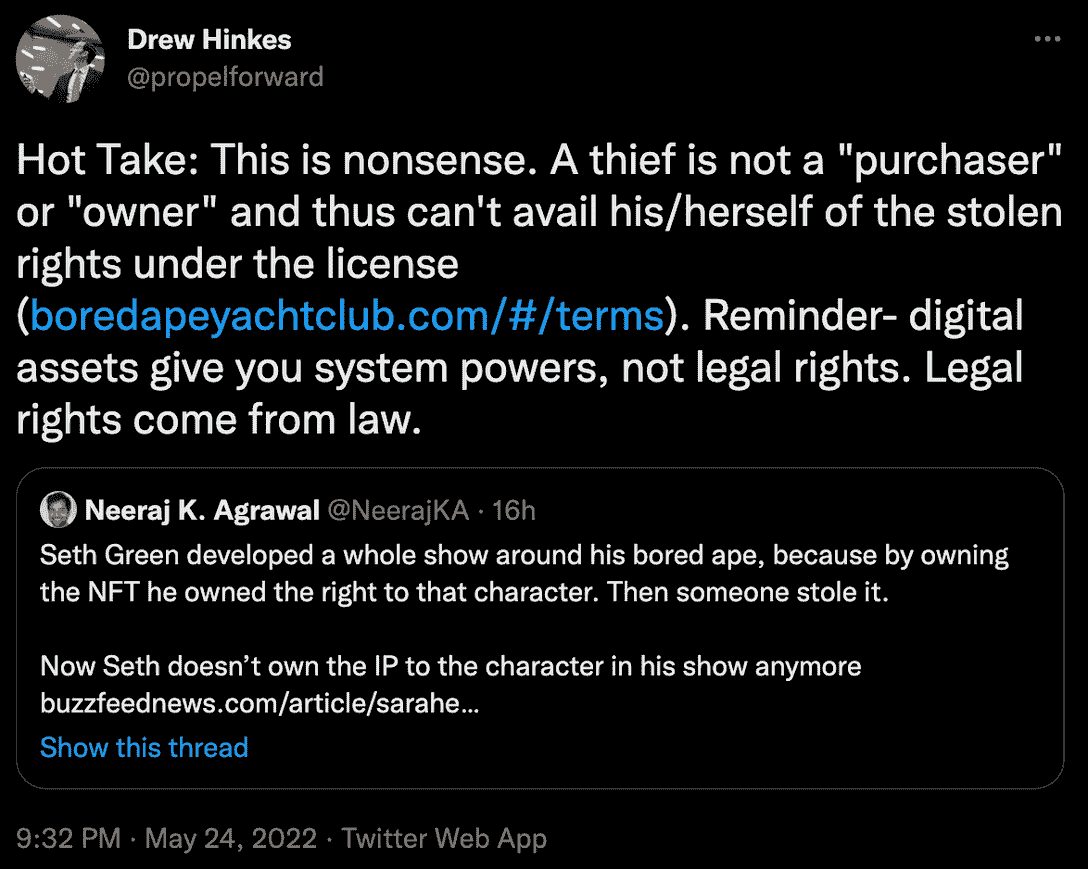 Drew Hinkes
@propelforward
Hot Take: This is nonsense. A thief is not a "purchaser"
or "owner" and thus can't avail his/herself of the stolen
rights under the license
(boredapeyachtclub.com/#/terms). Reminder- digital
assets give you system powers, not legal rights. Legal
rights come from law.
Neeraj K. Agrawal @NeerajKA · 16h
Seth Green developed a whole show around his bored ape, because by owning
the NFT he owned the right to that character. Then someone stole it.
Now Seth doesn’t own the IP to the character in his show anymore
buzzfeednews.com/article/sarahe…
Show this thread
9:32 PM · May 24, 2022 · Twitter Web App